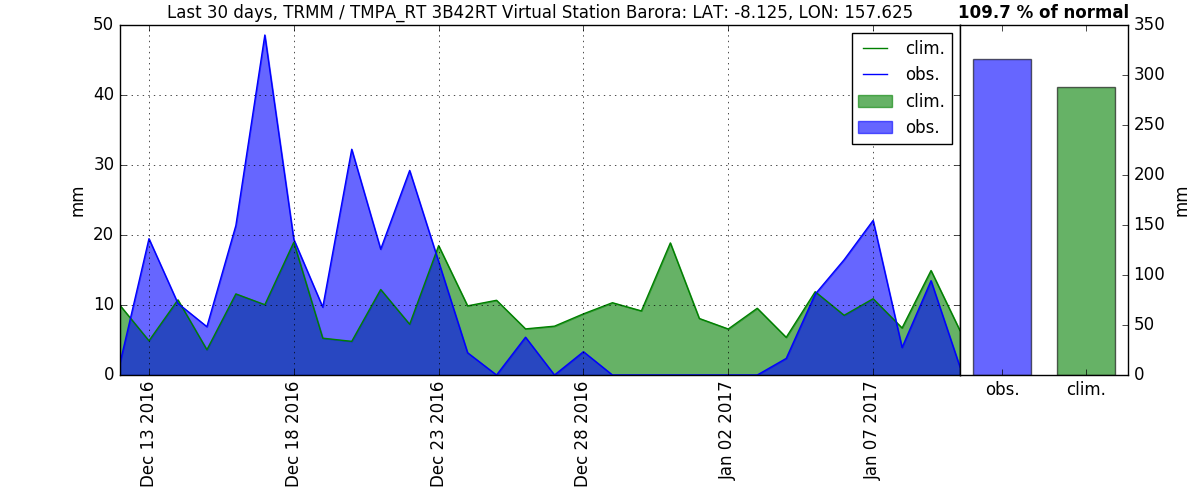 Last 30 days, TRMM / TMPA_RT 3B42RT Virtual Station Barora: LAT: -8.125, LON: 157.625
109.7 % of normal
mm
50
40
30
20
10
0
clim.
obs.
clim.
obs.
Dec 13 2016
Dec 18 2016
Dec 23 2016
Dec 28 2016
Jan 02 2017
Jan 07 2017
obs.
clim.
350
300
250
200
150
100
50
0
mm